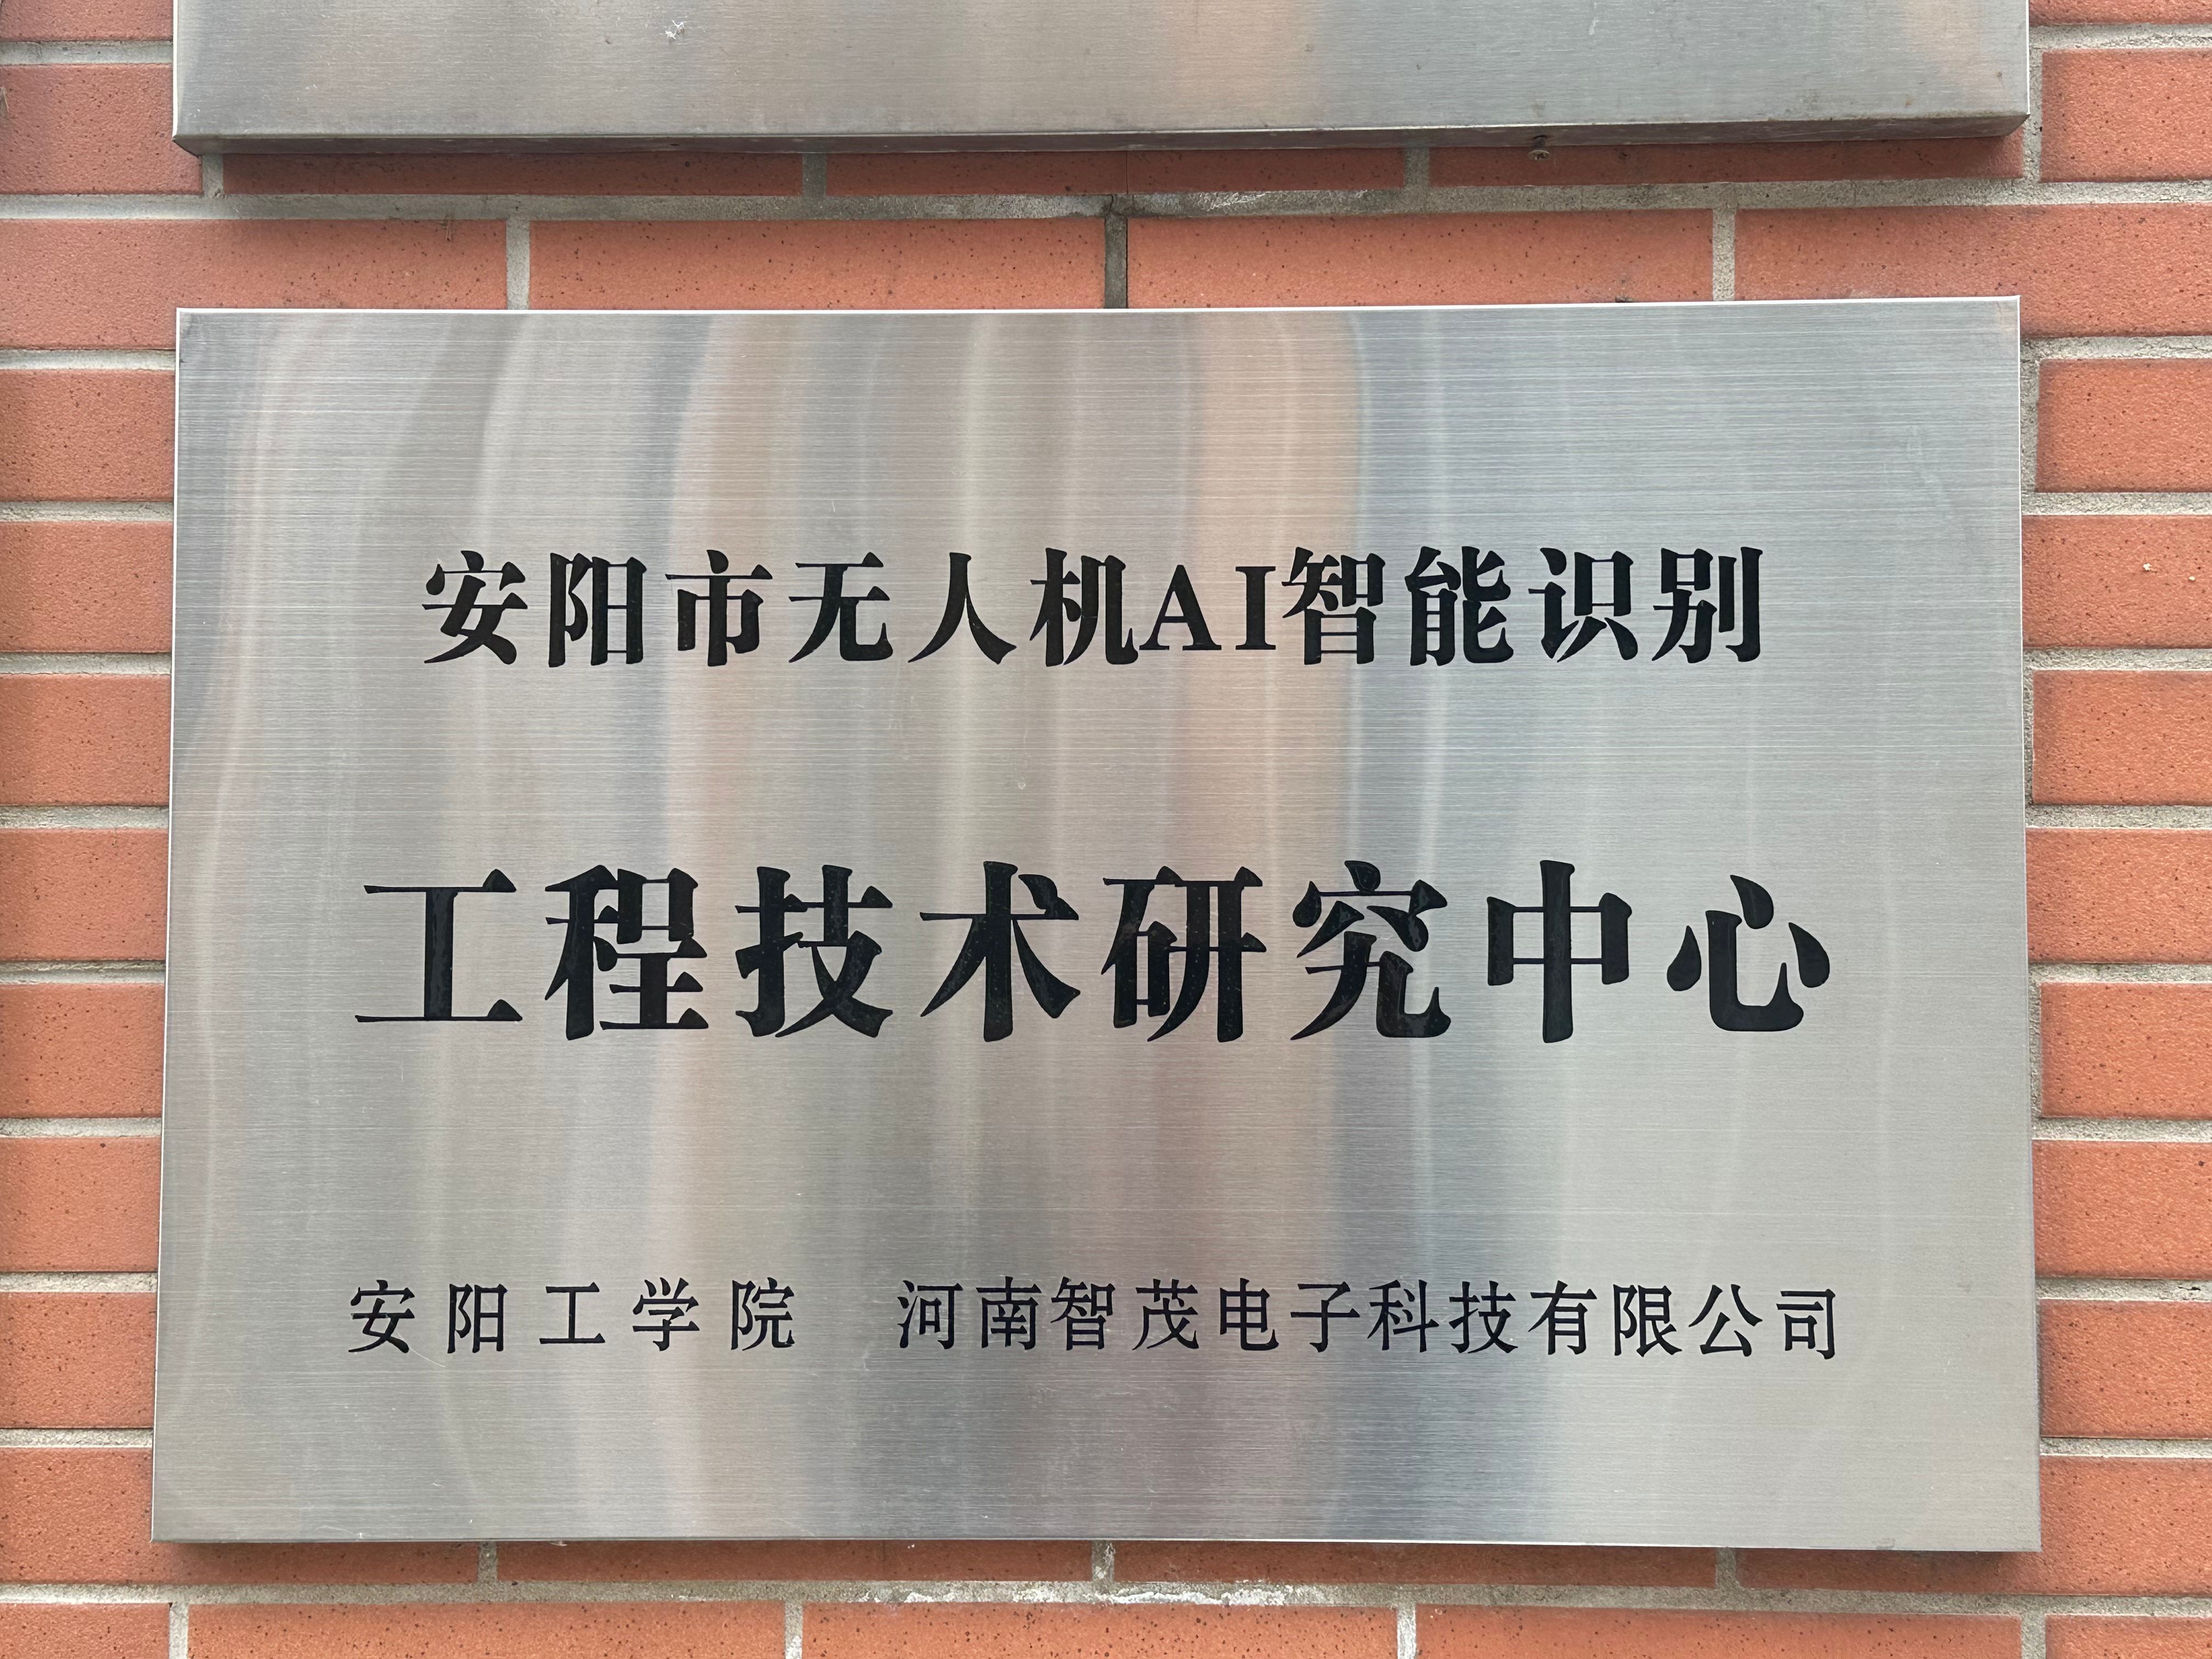 安阳市无人机AI智能识别
工程技术研究中心
安阳工学院 河南智茂电子科技有限公司